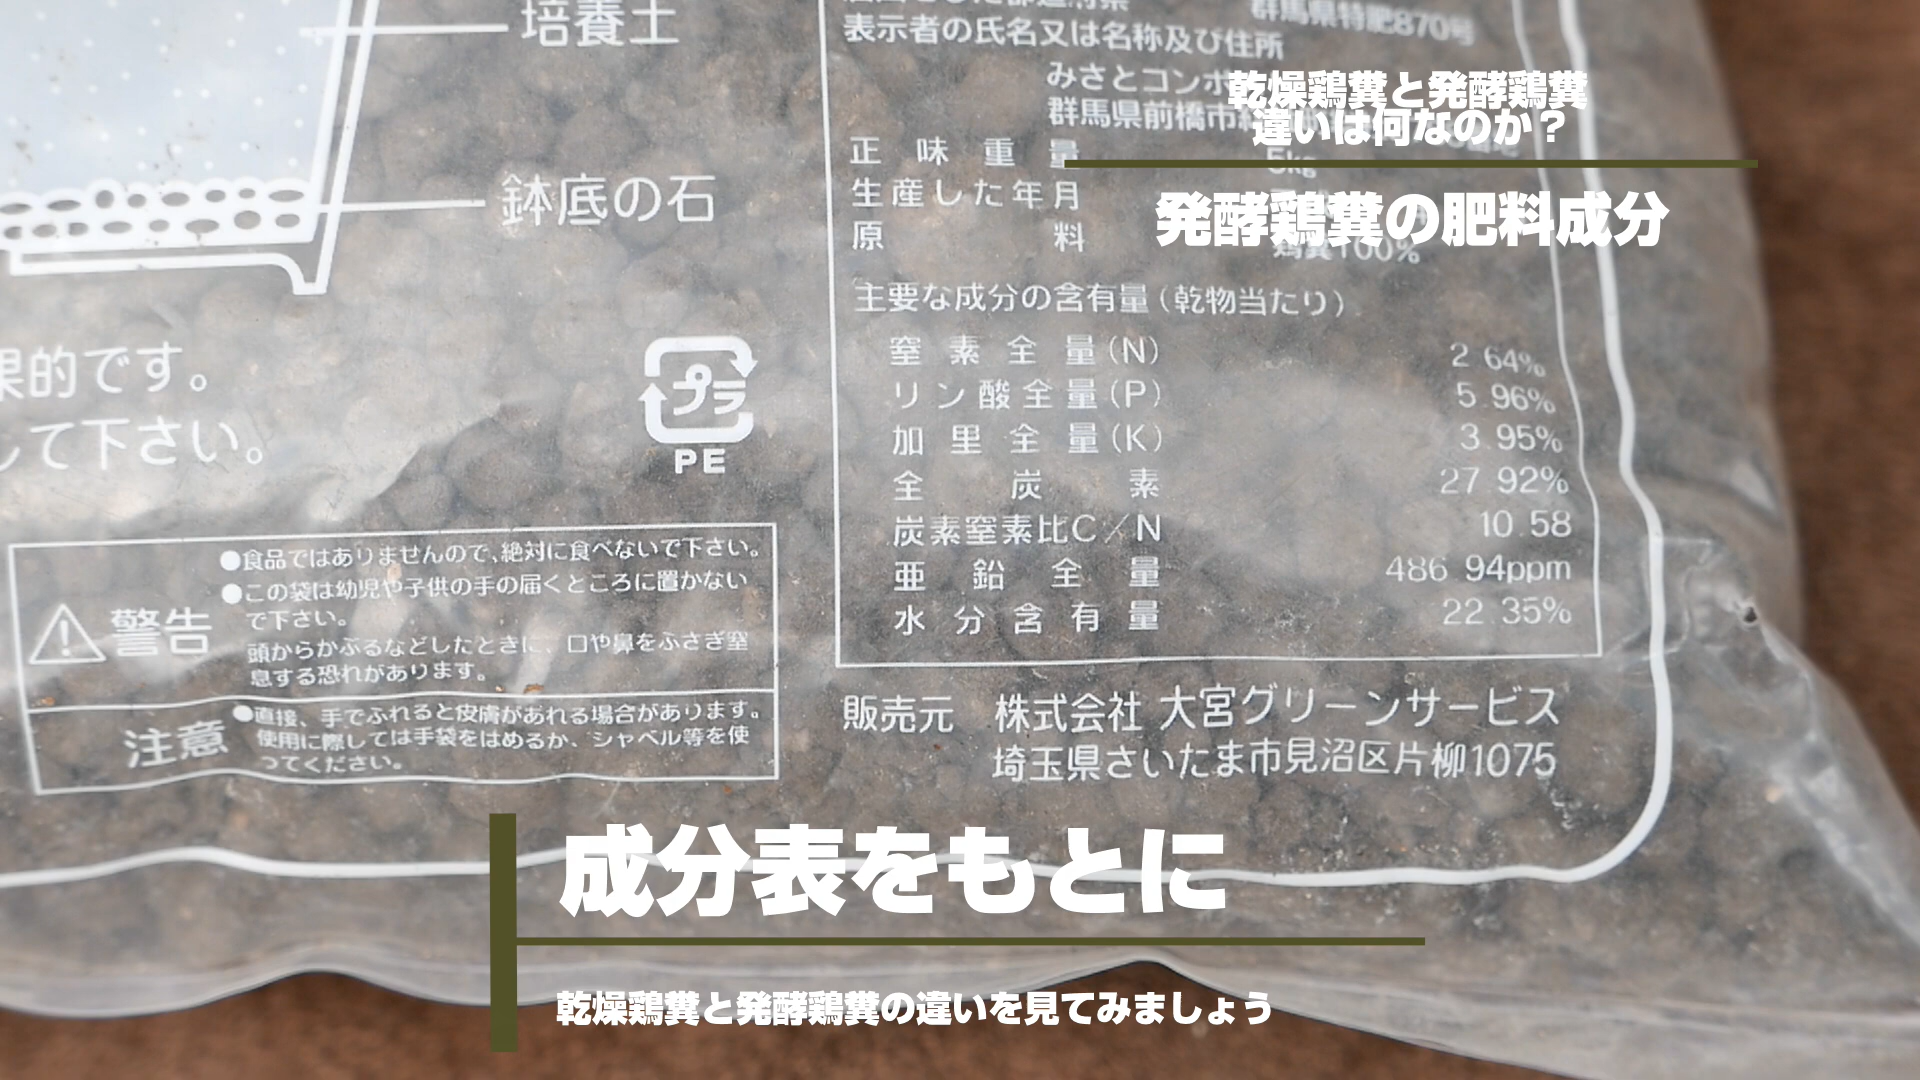 培養土
鉢底の石
果的です。
して下さい。
プラ
PE
警告
●食品ではありませんので、絶対に食べないで下さい。
●この袋は幼児や子供の手の届くところに置かない
で下さい。
頭からかぶるなどしたときに、口や鼻をふさぎ窒
息する恐れがあります。
注意
●直接、手でふれると皮膚があれる場合があります。
使用に際しては手袋をはめるか、シャベル等を使
ってください。
群馬県特肥870号
表示者の氏名又は名称及び住所
みさとコンポ
群馬県前橋市
正味重量 5kg
生産した年月
原料 鶏糞100%
主要な成分の含有量(乾物当たり)
窒素全量(N) 2.64%
リン酸全量(P) 5.96%
加里全量(K) 3.95%
全炭素 27.92%
炭素窒素比C/N 10.58
亜鉛全量 486.94ppm
水分含有量 22.35%
販売元 株式会社 大宮グリーンサービス
埼玉県さいたま市見沼区片柳1075
乾燥鶏糞と発酵鶏糞
違いは何なのか？
発酵鶏糞の肥料成分
成分表をもとに
乾燥鶏糞と発酵鶏糞の違いを見てみましょう